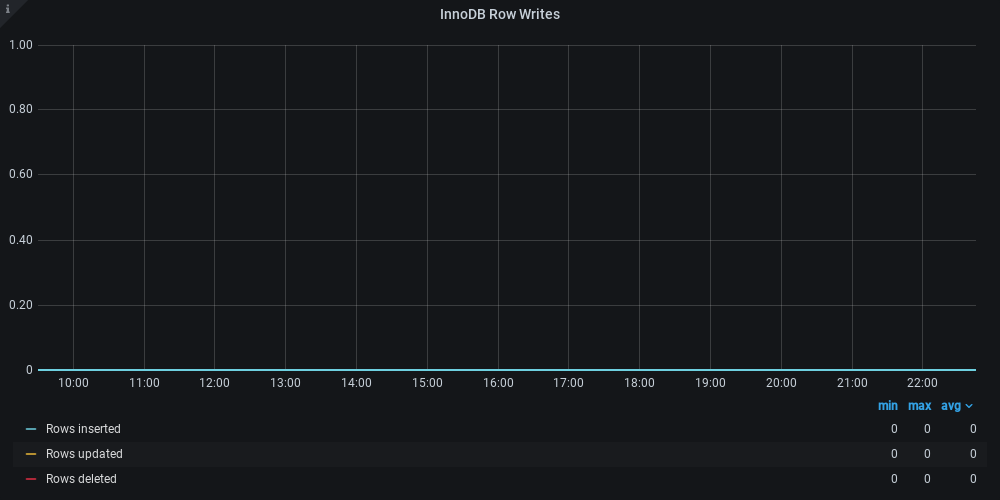 i
InnoDB Row Writes
1.00
0.80
0.60
0.40
0.20
0
10:00 11:00 12:00 13:00 14:00 15:00 16:00 17:00 18:00 19:00 20:00 21:00 22:00
min max avg
Rows inserted 0 0 0
Rows updated 0 0 0
Rows deleted 0 0 0